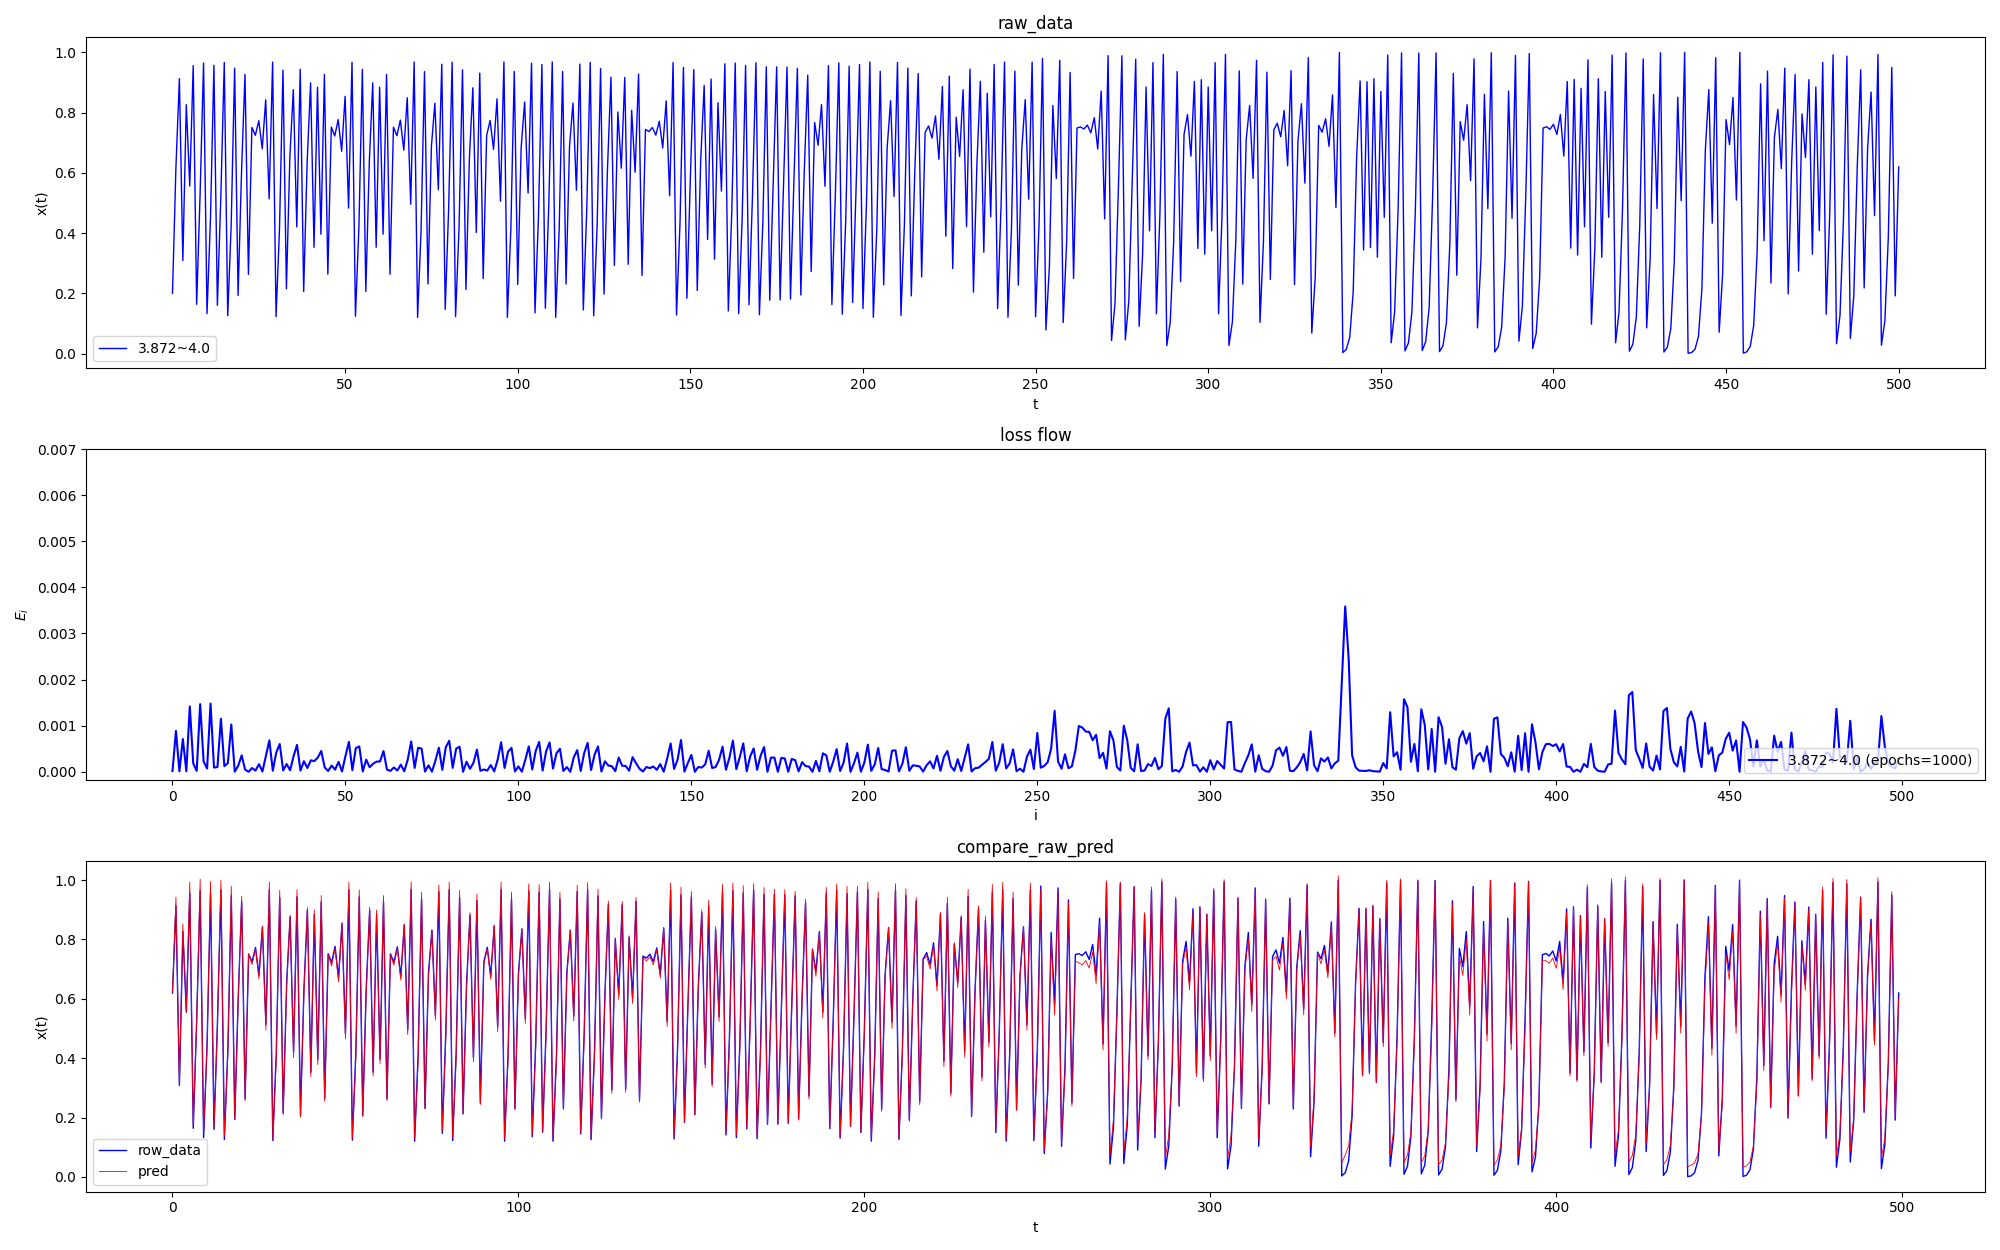 raw_data
1.0
0.8
0.6
0.4
0.2
0.0
x(t)
3.872~4.0
50 100 150 200 250 300 350 400 450 500
t
loss flow
0.007
0.006
0.005
0.004
0.003
0.002
0.001
0.000
E_i
3.872~4.0 (epochs=1000)
0 50 100 150 200 250 300 350 400 450 500
i
compare_raw_pred
1.0
0.8
0.6
0.4
0.2
0.0
x(t)
row_data
pred
0 100 200 300 400 500
t